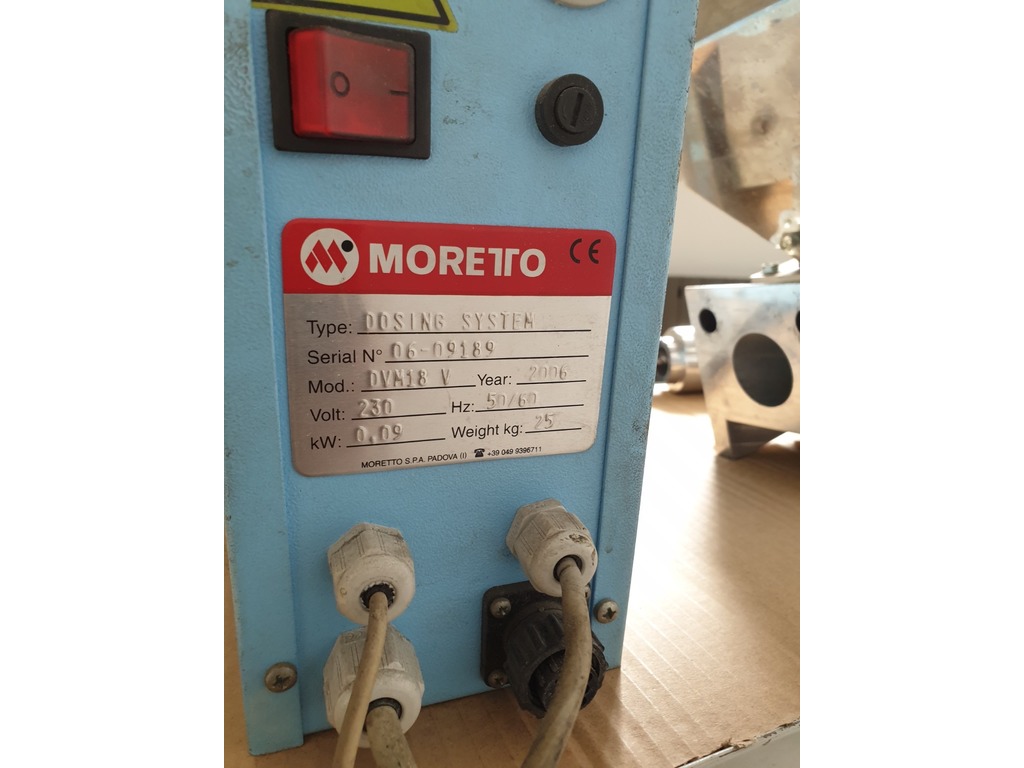 O I
MORETTO CE
Type: DOSING SYSTEM
Serial N° 06-09189
Mod.: DVM18 V Year: 2006
Volt: 230 Hz: 50/60
kW: 0,09 Weight kg: 25
MORETTO S.P.A. PADOVA (I) ☎ +39 049 9396711